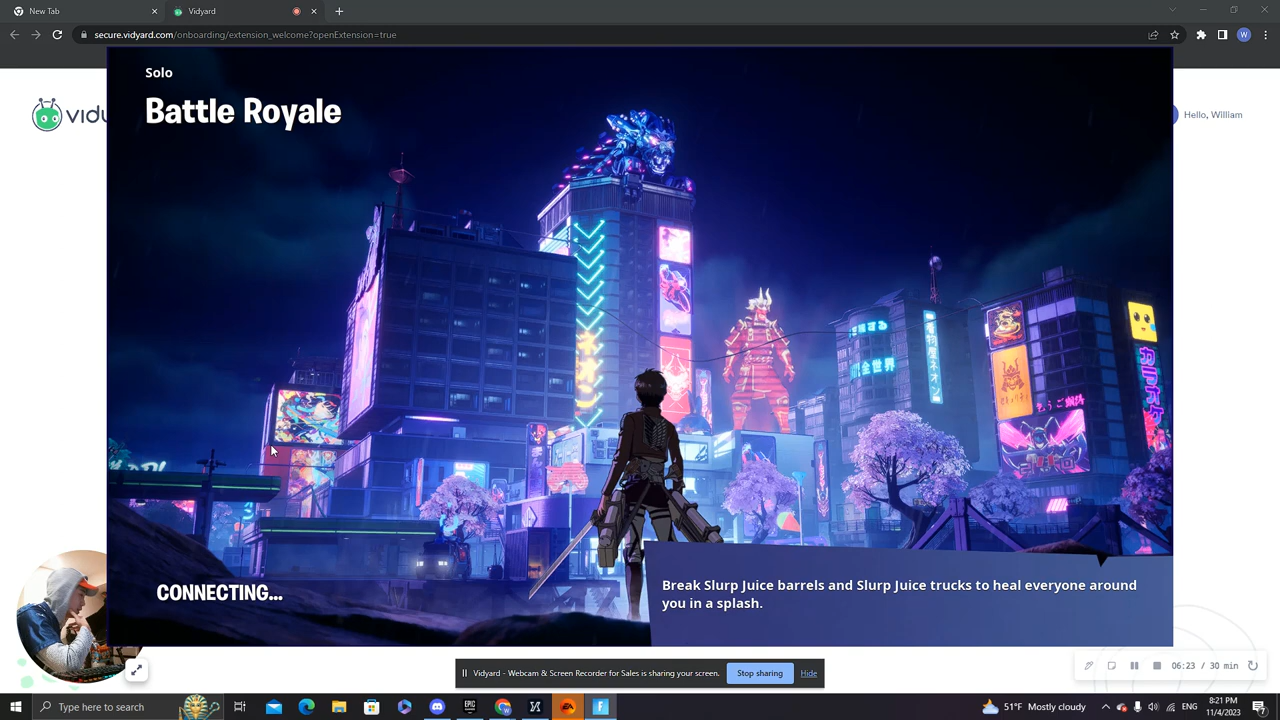 New Tab
Vidyard
secure.vidyard.com/onboarding/extension_welcome?openExtension=true
W
Solo
Battle Royale
Hello, William
CONNECTING...
Break Slurp Juice barrels and Slurp Juice trucks to heal everyone around
you in a splash.
Vidyard - Webcam & Screen Recorder for Sales is sharing your screen.
Stop sharing
Hide
06:23 / 30 min
Type here to search
EPIC
EA
F
51°F Mostly cloudy
ENG
8:21 PM
11/4/2023
7